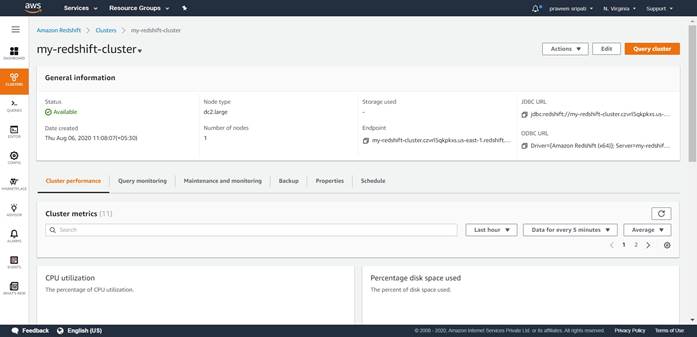 aws
Services
Resource Groups
praveen sripati
N. Virginia
Support
Amazon Redshift
Clusters
my-redshift-cluster
my-redshift-cluster
Actions
Edit
Query cluster
DASHBOARD
CLUSTERS
QUERIES
EDITOR
CONFIG
MARKETPLACE
ADVISOR
ALARMS
EVENTS
WHAT'S NEW
General information
Status
Available
Date created
Thu Aug 06, 2020 11:08:07(+05:30)
Node type
dc2.large
Number of nodes
1
Storage used
-
Endpoint
my-redshift-cluster.czvrl5qkpkxs.us-east-1.redshift....
JDBC URL
jdbc:redshift://my-redshift-cluster.czvrl5qkpkxs.us-...
ODBC URL
Driver={Amazon Redshift (x64)}; Server=my-redshif...
Cluster performance
Query monitoring
Maintenance and monitoring
Backup
Properties
Schedule
Cluster metrics (11)
Search
Last hour
Data for every 5 minutes
Average
1
2
CPU utilization
The percentage of CPU utilization.
Percentage disk space used
The percent of disk space used.
Feedback
English (US)
© 2008 - 2020, Amazon Internet Services Private Ltd. or its affiliates. All rights reserved.
Privacy Policy
Terms of Use